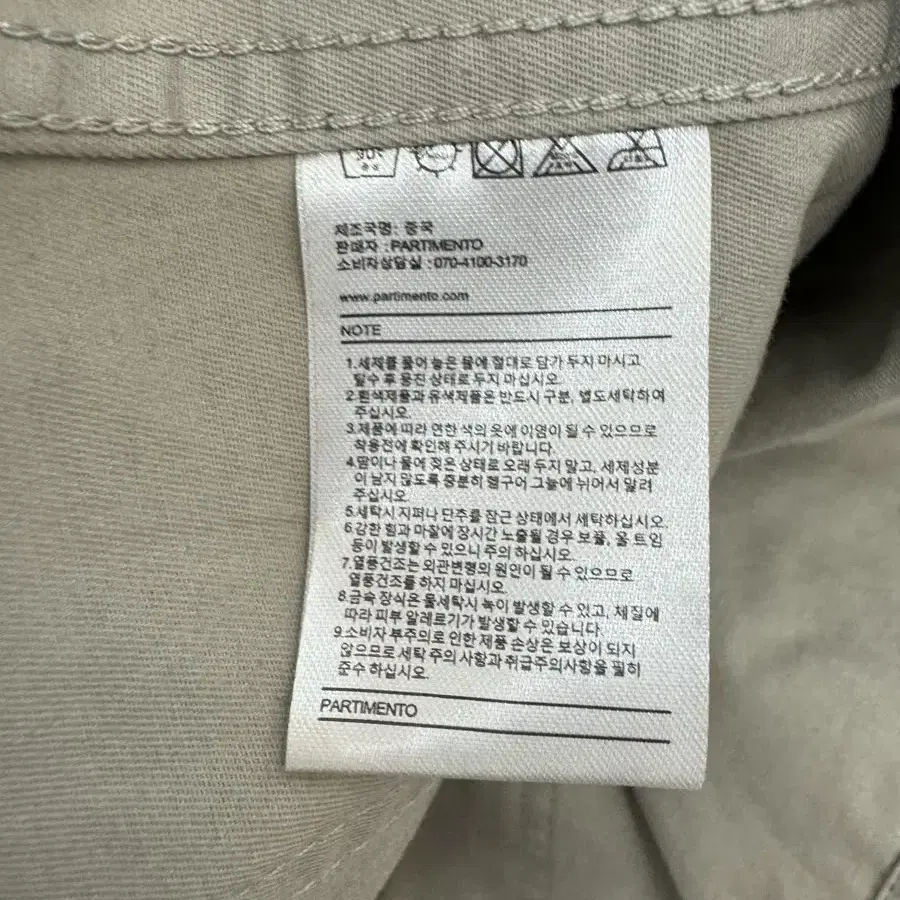 30°
중성
제조국명: 중국
판매자 : PARTIMENTO
소비자상담실 : 070-4100-3170
www.partimento.com
NOTE
1.세제를 풀어 놓은 물에 절대로 담가 두지 마시고
탈수 후 뭉친 상태로 두지 마십시오.
2.흰색제품과 유색제품은 반드시 구분, 별도세탁하여
주십시오.
3.제품에 따라 연한 색의 옷에 이염이 될 수 있으므로
착용전에 확인해 주시기 바랍니다.
4.땀이나 물에 젖은 상태로 오래 두지 말고, 세제성분
이 남지 않도록 충분히 헹구어 그늘에 뉘어서 말려
주십시오.
5.세탁시 지퍼나 단추를 잠근 상태에서 세탁하십시오
6.강한 힘과 마찰에 장시간 노출될 경우 보풀, 올 트임
등이 발생할 수 있으니 주의 하십시오.
7.열풍건조는 외관변형의 원인이 될 수 있으므로
열풍건조를 하지 마십시오.
8.금속 장식은 물세탁시 녹이 발생할 수 있고, 체질에
따라 피부 알레르기가 발생할 수 있습니다.
9.소비자 부주의로 인한 제품 손상은 보상이 되지
않으므로 세탁 주의 사항과 취급주의사항을 필히
준수 하십시오.
PARTIMENTO